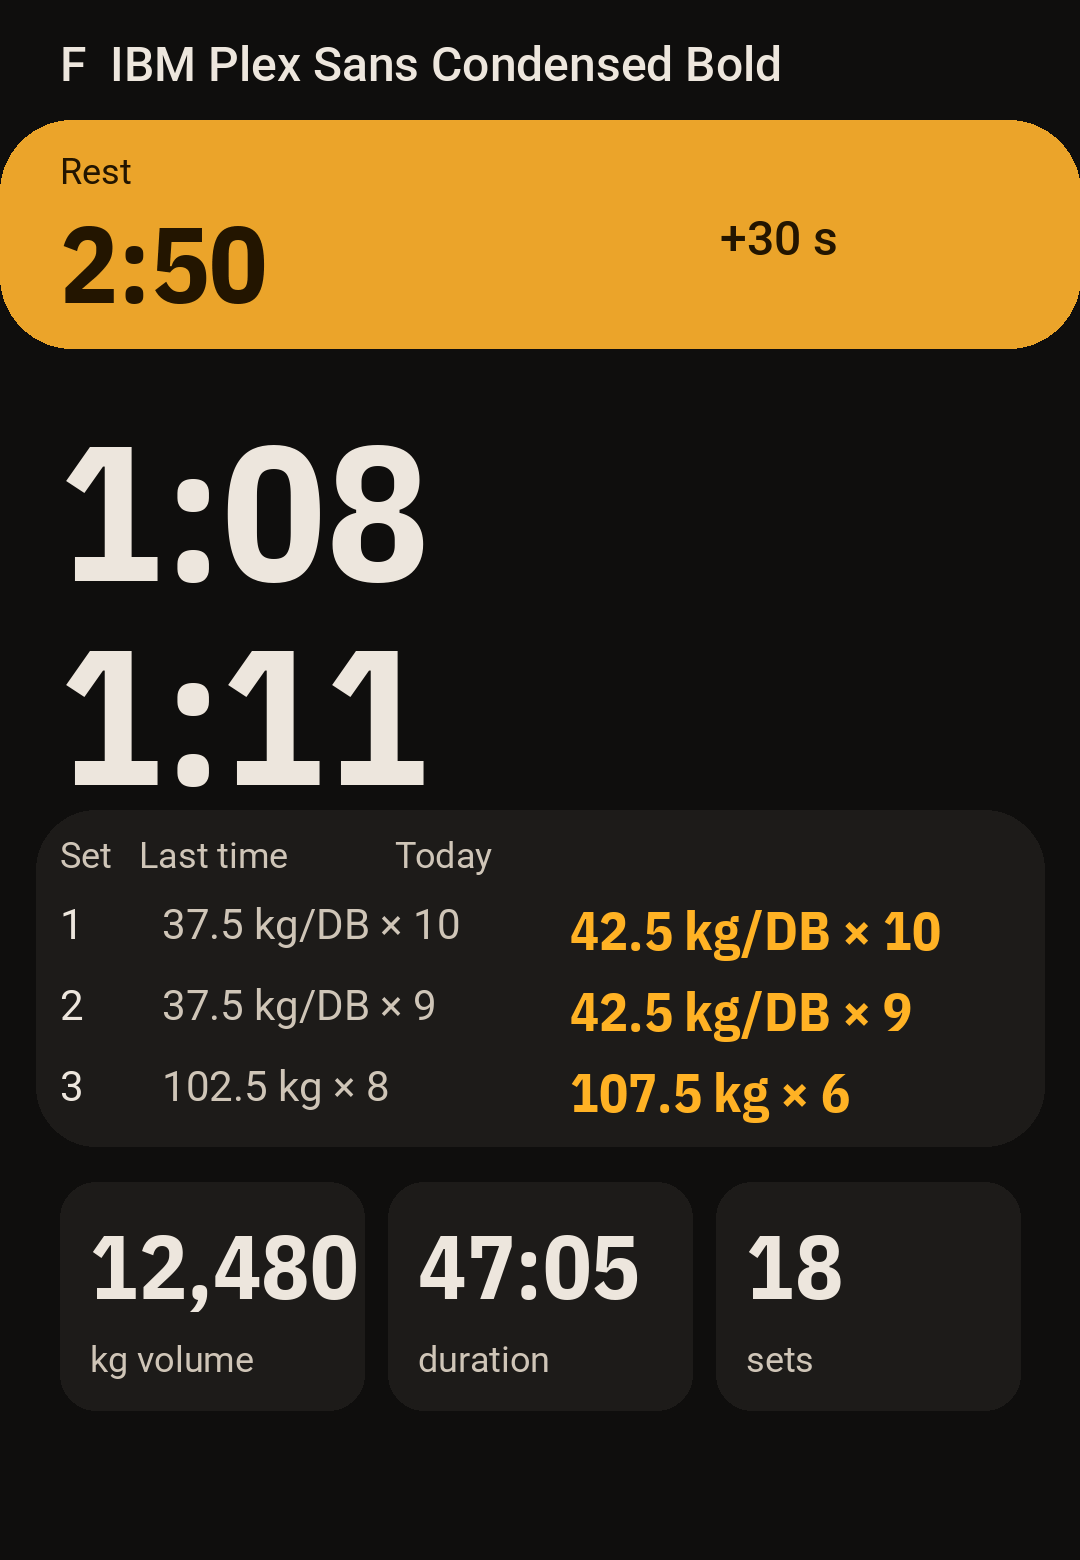 F IBM Plex Sans Condensed Bold
Rest
2:50
+30 s
1:08
1:11
Set Last time Today
1 37.5 kg/DB × 10 42.5 kg/DB × 10
2 37.5 kg/DB × 9 42.5 kg/DB × 9
3 102.5 kg × 8 107.5 kg × 6
12,480 47:05 18
kg volume duration sets